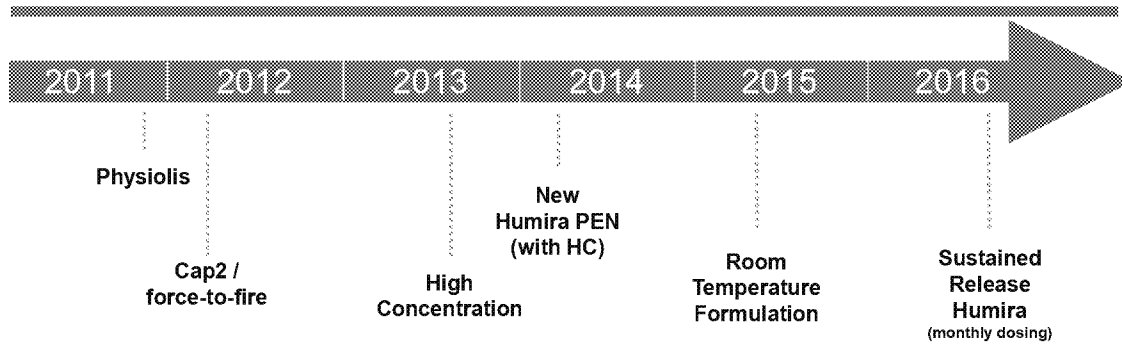 2011 2012 2013 2014 2015 2016
Physiolis
Cap2 /
force-to-fire
High
Concentration
New
Humira PEN
(with HC)
Room
Temperature
Formulation
Sustained
Release
Humira
(monthly dosing)